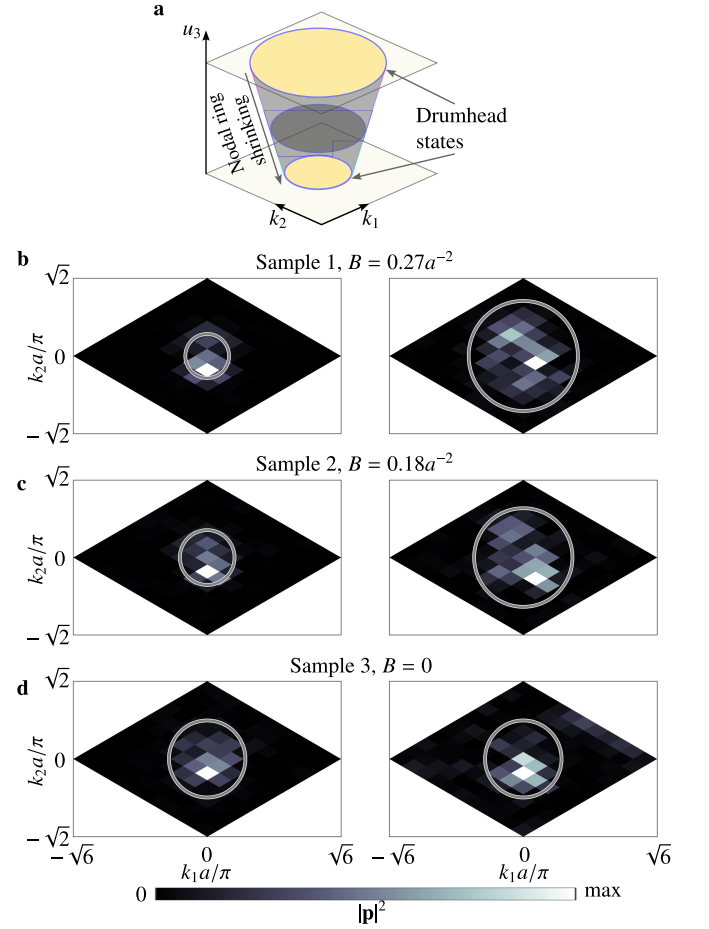 a
u₃
Nodal ring
shrinking
Drumhead
states
k₂
k₁
b
Sample 1, B = 0.27a⁻²
√2
k₂a/π
0
−√2
Sample 2, B = 0.18a⁻²
c
√2
k₂a/π
0
−√2
Sample 3, B = 0
d
√2
k₂a/π
0
−√2
−√6 0 √6 −√6 0 √6
k₁a/π k₁a/π
0 max
|p|²